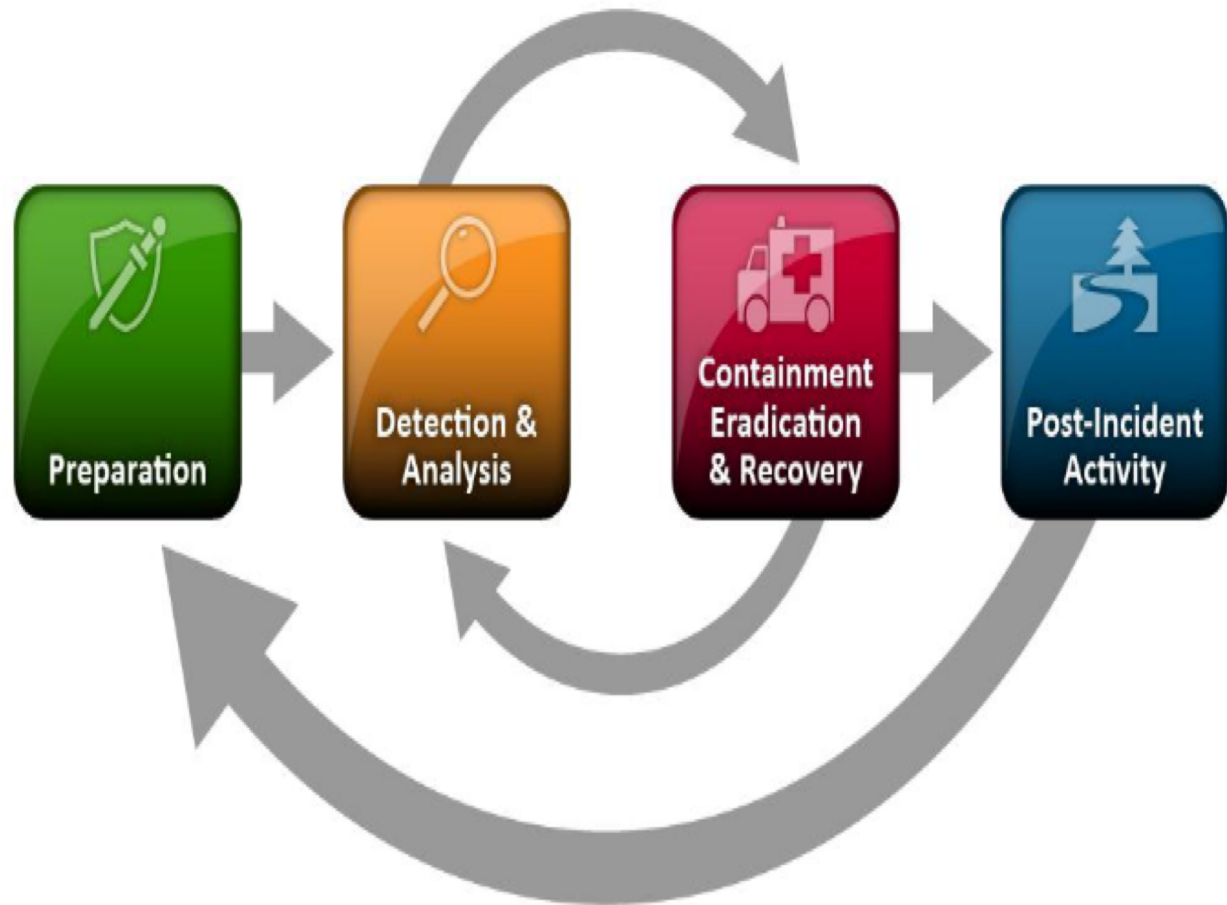 Preparation
Detection &
Analysis
Containment
Eradication
& Recovery
Post-Incident
Activity